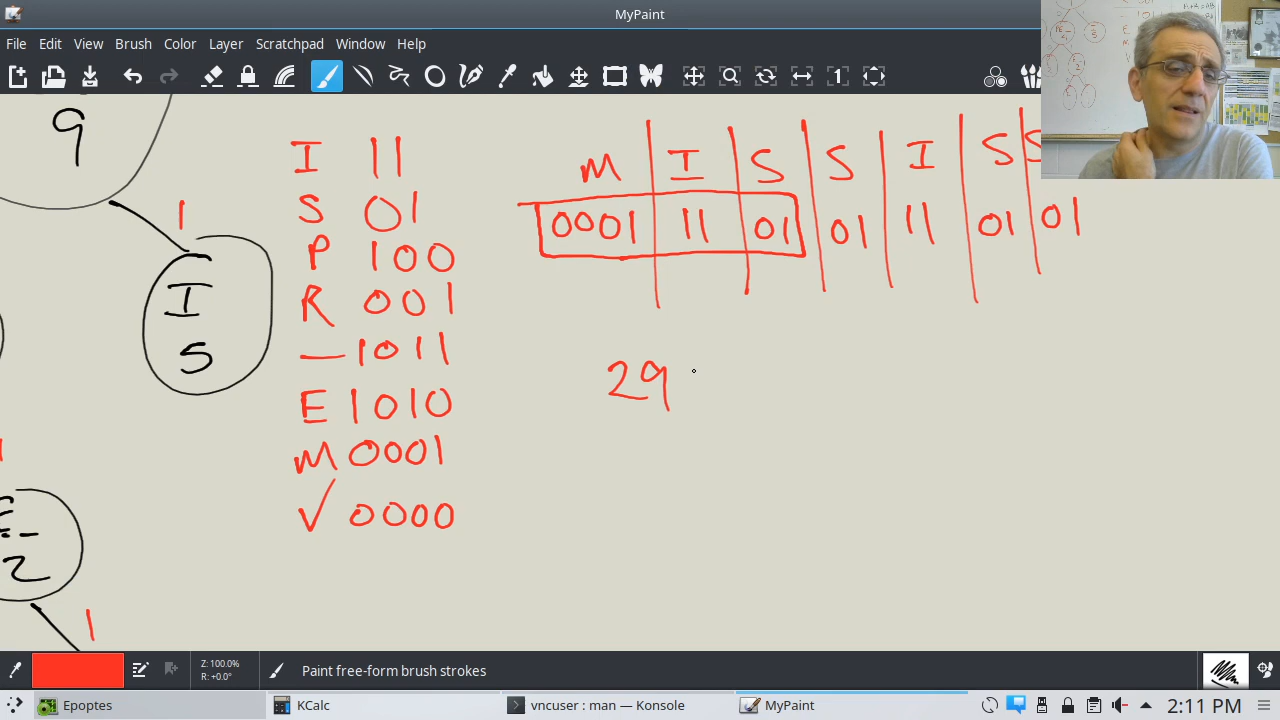 MyPaint
File Edit View Brush Color Layer Scratchpad Window Help
9
1
I
5
2
1
I 11
S 01
P 100
R 001
— 1011
E 1010
M 0001
V 0000
M I S S I S S
0001 11 01 01 11 01 01
29
Z: 100.0%
R: +0.0°
Paint free-form brush strokes
Epoptes
KCalc
vncuser : man — Konsole
MyPaint
2:11 PM